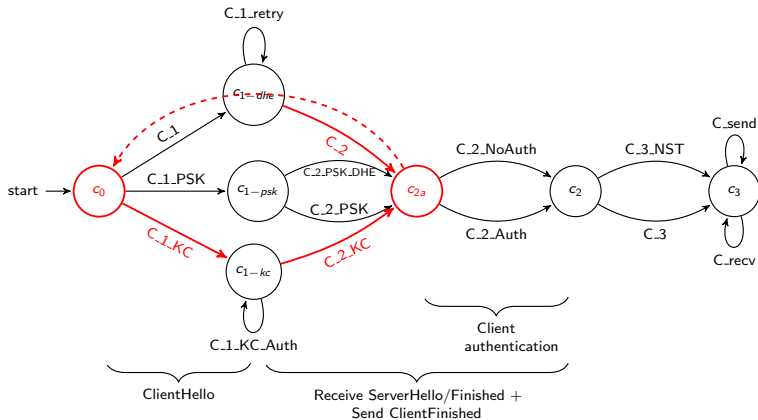 C_1_retry
c1−dhe
C_1
C_2
C_send
C_2_NoAuth
C_3_NST
C_1_PSK
C_2_PSK_DHE
start
c0
c1−psk
c2a
c2
c3
C_2_PSK
C_1_KC
C_2_KC
C_2_Auth
C_3
c1−kc
C_recv
C_1_KC_Auth
Client
authentication
ClientHello
Receive ServerHello/Finished +
Send ClientFinished